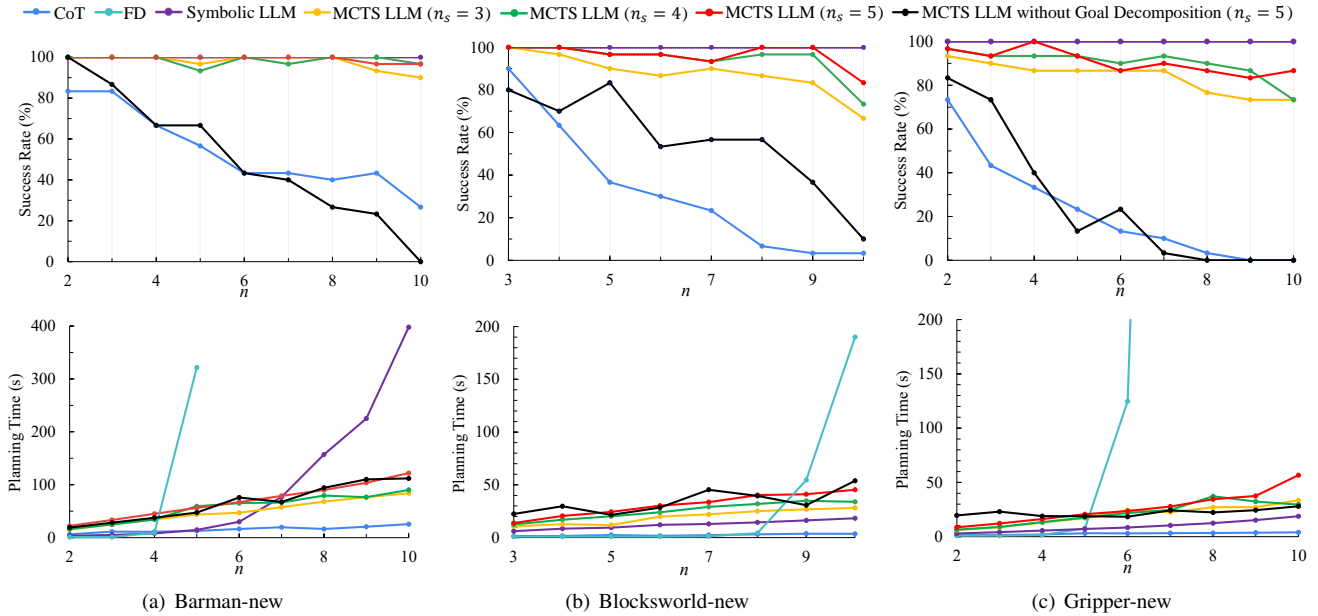 CoT FD Symbolic LLM MCTS LLM (n_s = 3) MCTS LLM (n_s = 4) MCTS LLM (n_s = 5) MCTS LLM without Goal Decomposition (n_s = 5)
Success Rate (%)
100
80
60
40
20
0
2 4 6 8 10
n
Success Rate (%)
100
80
60
40
20
0
3 5 7 9
n
Success Rate (%)
100
80
60
40
20
0
2 4 6 8 10
n
Planning Time (s)
400
300
200
100
0
2 4 6 8 10
n
(a) Barman-new
Planning Time (s)
200
150
100
50
0
3 5 7 9
n
(b) Blocksworld-new
Planning Time (s)
200
150
100
50
0
2 4 6 8 10
n
(c) Gripper-new